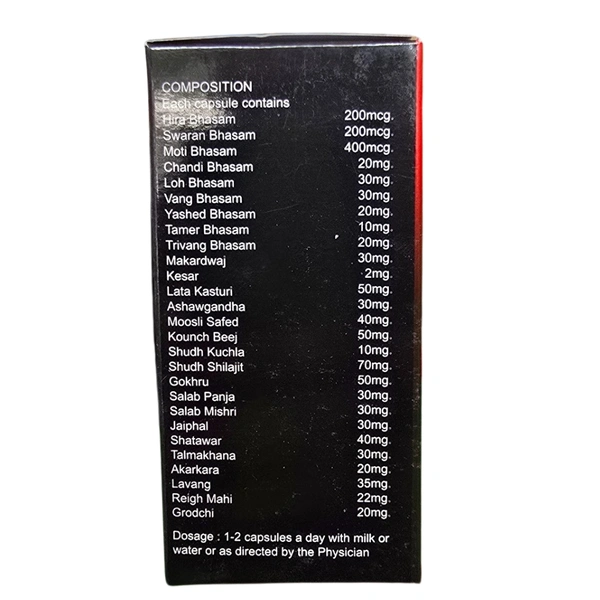 COMPOSITION
Each capsule contains
Hira Bhasam 200mcg.
Swaran Bhasam 200mcg.
Moti Bhasam 400mcg.
Chandi Bhasam 20mg.
Loh Bhasam 30mg.
Vang Bhasam 30mg.
Yashed Bhasam 20mg.
Tamer Bhasam 10mg.
Trivang Bhasam 20mg.
Makardwaj 30mg.
Kesar 2mg.
Lata Kasturi 50mg.
Ashawgandha 30mg.
Moosli Safed 40mg.
Kounch Beej 50mg.
Shudh Kuchla 10mg.
Shudh Shilajit 70mg.
Gokhru 50mg.
Salab Panja 30mg.
Salab Mishri 30mg.
Jaiphal 30mg.
Shatawar 40mg.
Talmakhana 30mg.
Akarkara 20mg.
Lavang 35mg.
Reigh Mahi 22mg.
Grodchi 20mg.
Dosage : 1-2 capsules a day with milk or
water or as directed by the Physician